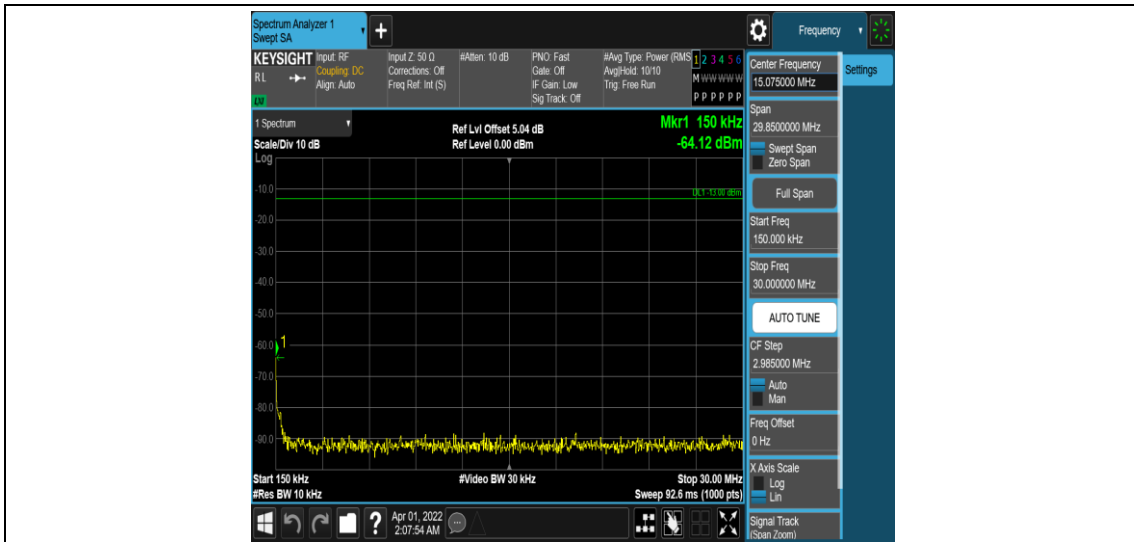 Spectrum Analyzer 1
Swept SA
+
Frequency
KEYSIGHT
RL
LXI
Input: RF
Coupling: DC
Align: Auto
Input Z: 50 Ω
Corrections: Off
Freq Ref: Int (S)
#Atten: 10 dB
PNO: Fast
Gate: Off
IF Gain: Low
Sig Track: Off
#Avg Type: Power (RMS
Avg|Hold: 10/10
Trig: Free Run
1 2 3 4 5 6
M W W W W W
P P P P P P
1 Spectrum
Scale/Div 10 dB
Log
Ref Lvl Offset 5.04 dB
Ref Level 0.00 dBm
Mkr1 150 kHz
-64.12 dBm
DL1 -13.00 dBm
-10.0
-20.0
-30.0
-40.0
-50.0
-60.0
1
-70.0
-80.0
-90.0
Start 150 kHz
#Video BW 30 kHz
Stop 30.00 MHz
#Res BW 10 kHz
Sweep 92.6 ms (1000 pts)
?
Apr 01, 2022
2:07:54 AM
Settings
Center Frequency
15.075000 MHz
Span
29.8500000 MHz
Swept Span
Zero Span
Full Span
Start Freq
150.000 kHz
Stop Freq
30.000000 MHz
AUTO TUNE
CF Step
2.985000 MHz
Auto
Man
Freq Offset
0 Hz
X Axis Scale
Log
Lin
Signal Track
(Span Zoom)